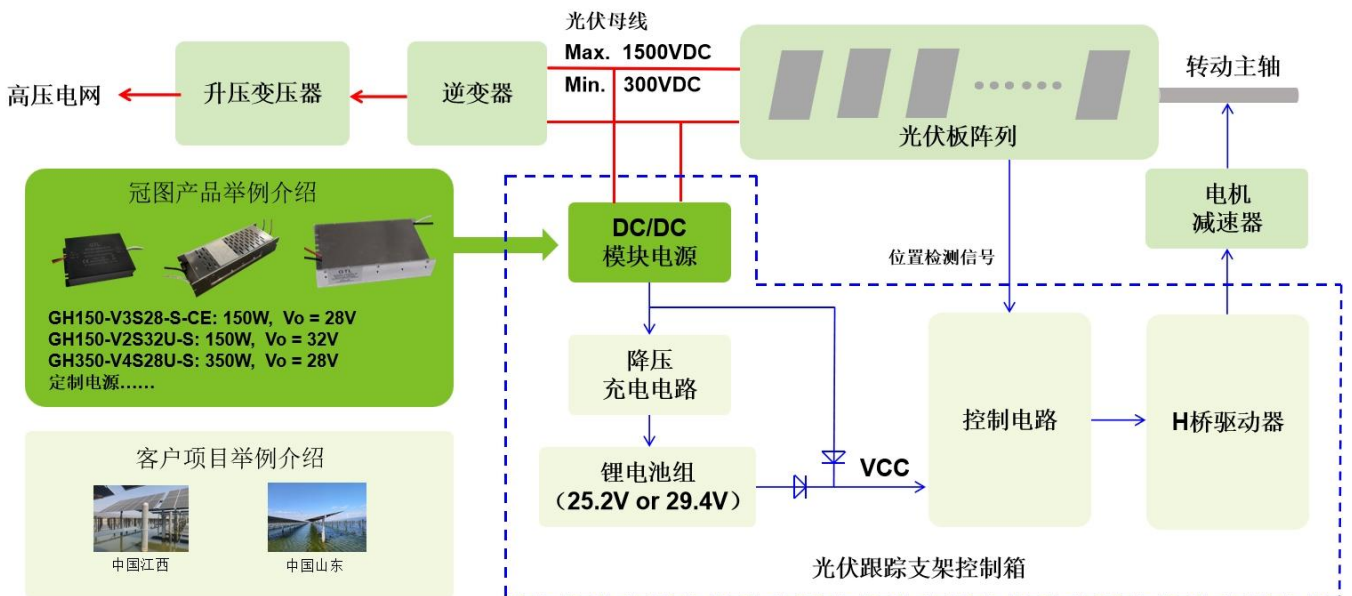 光伏母线
Max. 1500VDC
Min. 300VDC
高压电网
升压变压器
逆变器
光伏板阵列
转动主轴
冠图产品举例介绍
GTL
GH150-V3S28-S-CE: 150W, Vo = 28V
GH150-V2S32U-S: 150W, Vo = 32V
GH350-V4S28U-S: 350W, Vo = 28V
定制电源……
DC/DC
模块电源
位置检测信号
电机
减速器
降压
充电电路
锂电池组
（25.2V or 29.4V）
VCC
控制电路
H桥驱动器
光伏跟踪支架控制箱
客户项目举例介绍
中国江西
中国山东